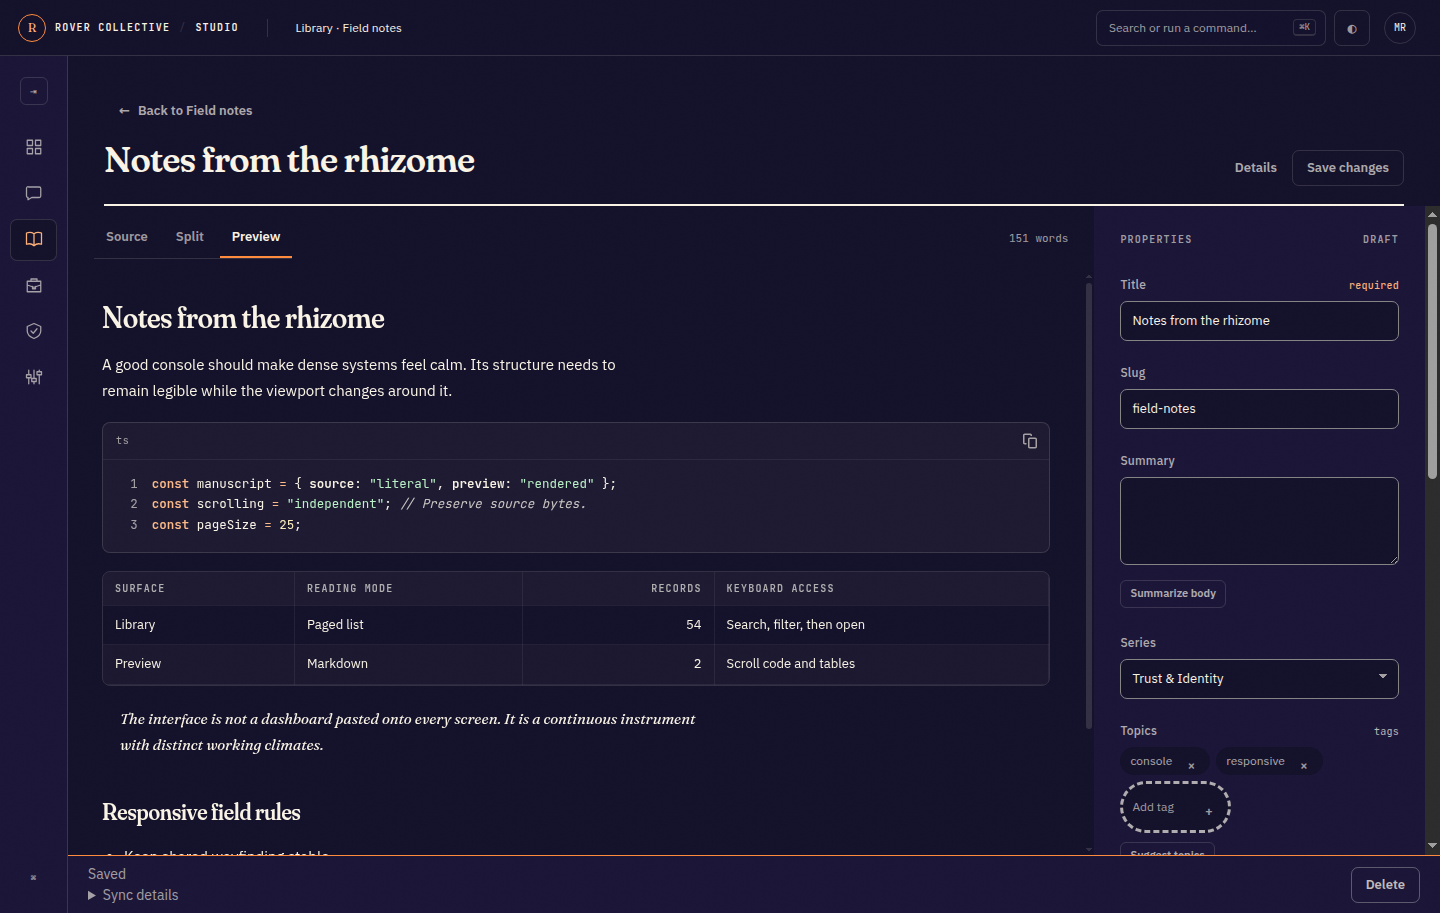 R ROVER COLLECTIVE / STUDIO
Library · Field notes
Search or run a command... ⌘K
MR
← Back to Field notes
Notes from the rhizome
Details
Save changes
Source
Split
Preview
151 words
Notes from the rhizome
A good console should make dense systems feel calm. Its structure needs to
remain legible while the viewport changes around it.
ts
1 const manuscript = { source: "literal", preview: "rendered" };
2 const scrolling = "independent"; // Preserve source bytes.
3 const pageSize = 25;
SURFACE READING MODE RECORDS KEYBOARD ACCESS
Library Paged list 54 Search, filter, then open
Preview Markdown 2 Scroll code and tables
The interface is not a dashboard pasted onto every screen. It is a continuous instrument
with distinct working climates.
Responsive field rules
Keep shared wayfinding stable
PROPERTIES DRAFT
Title required
Notes from the rhizome
Slug
field-notes
Summary
Summarize body
Series
Trust & Identity
Topics tags
console ×
responsive ×
Add tag +
Suggest topics
⌘
Saved
▶ Sync details
Delete